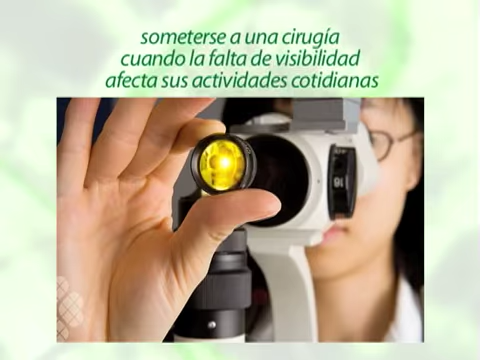 someterse a una cirugía
cuando la falta de visibilidad
afecta sus actividades cotidianas
16